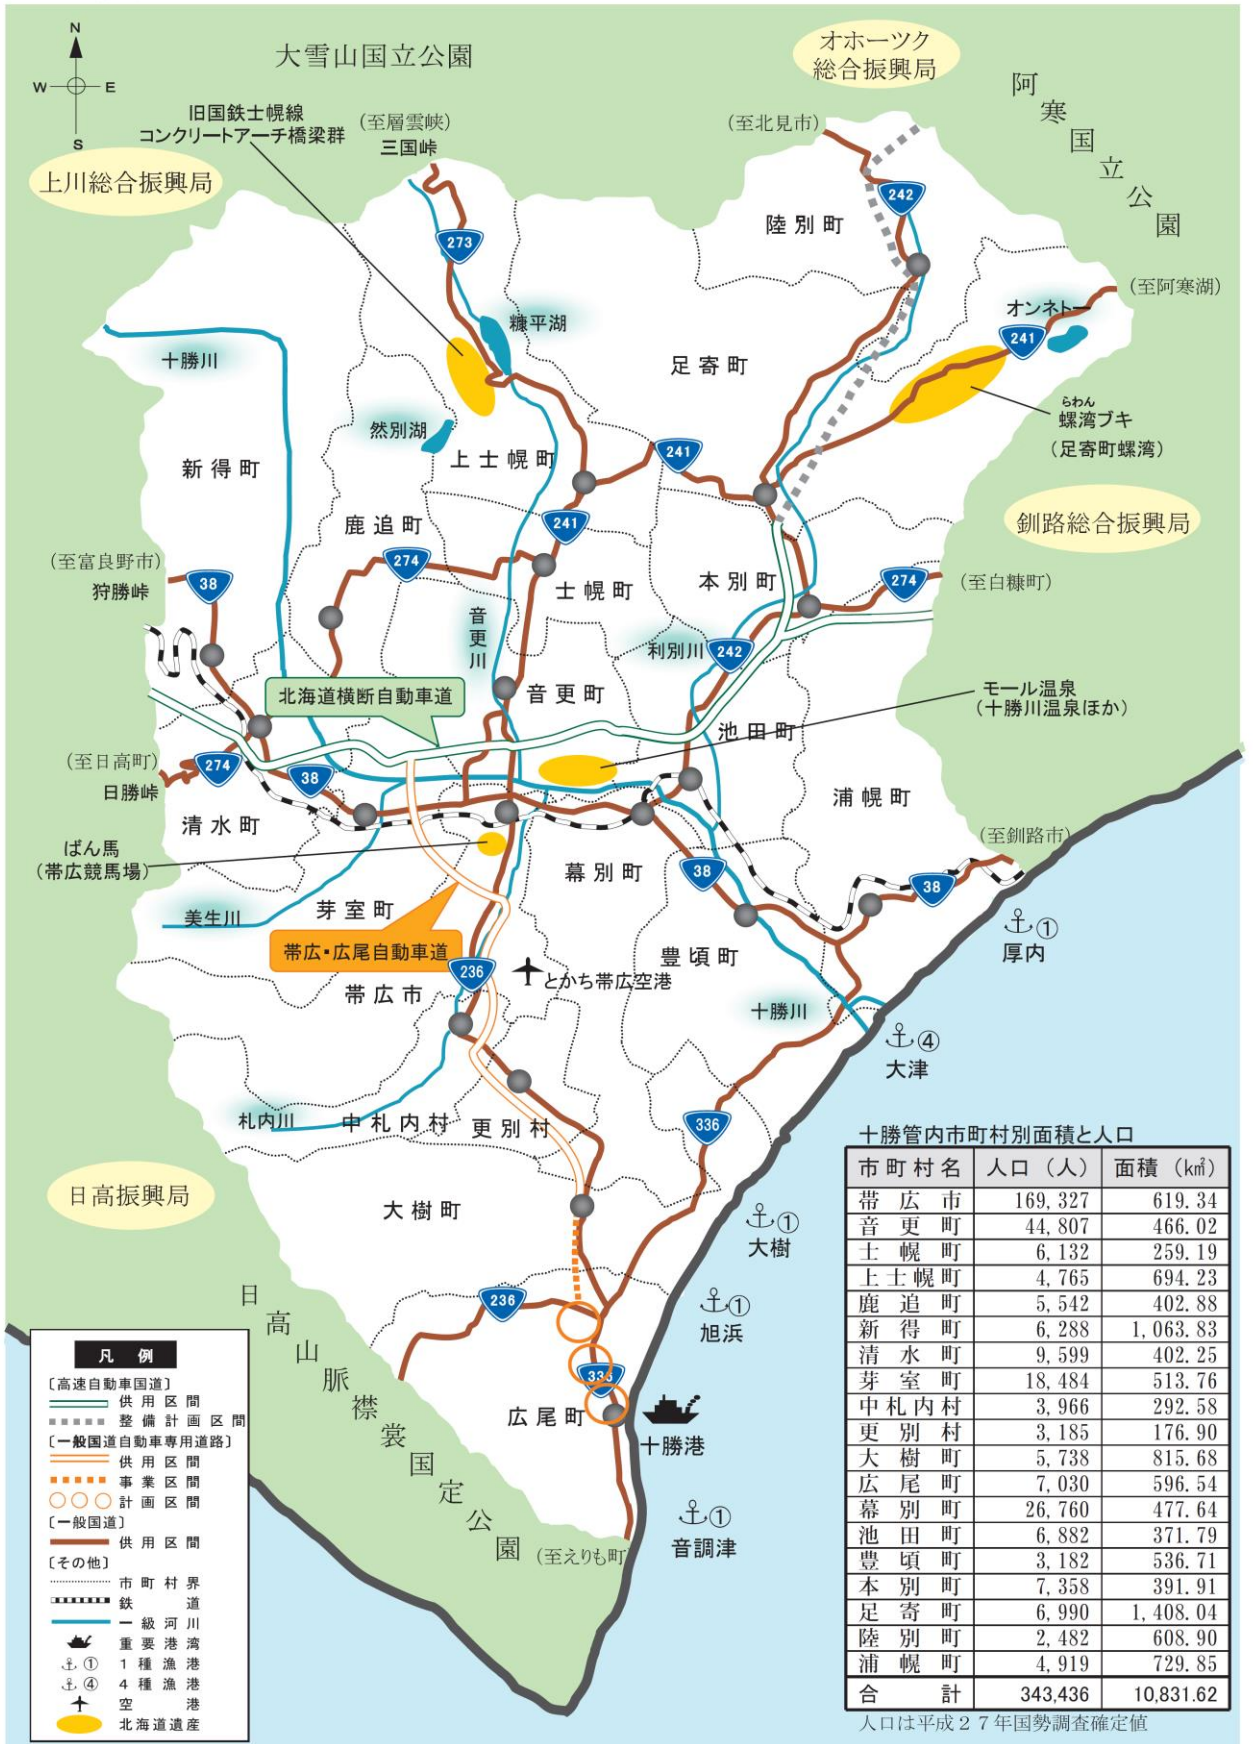 N
W
E
S
大雪山国立公園
オホーツク
総合振興局
阿寒国立公園
旧国鉄士幌線
コンクリートアーチ橋梁群
(至層雲峡)
三国峠
(至北見市)
上川総合振興局
242
陸別町
273
(至阿寒湖)
オンネトー
糠平湖
241
十勝川
足寄町
らわん
螺湾ブキ
(足寄町螺湾)
然別湖
上士幌町
241
新得町
釧路総合振興局
鹿追町
241
(至富良野市)
狩勝峠
38
274
士幌町
本別町
274
(至白糠町)
音更川
利別川
242
北海道横断自動車道
音更町
モール温泉
(十勝川温泉ほか)
池田町
(至日高町)
日勝峠
274
38
浦幌町
清水町
(至釧路市)
ばん馬
(帯広競馬場)
幕別町
38
38
美生川
芽室町
①
厚内
帯広・広尾自動車道
豊頃町
236
とかち帯広空港
帯広市
十勝川
④
大津
札内川
中札内村
更別村
336
日高振興局
大樹町
①
大樹
236
①
旭浜
日高山脈襟裳国定公園
336
広尾町
十勝港
①
音調津
(至えりも町)
凡例
〔高速自動車国道〕
供用区間
整備計画区間
〔一般国道自動車専用道路〕
供用区間
事業区間
計画区間
〔一般国道〕
供用区間
〔その他〕
市町村界
鉄道
一級河川
重要港湾
① 1種漁港
④ 4種漁港
空港
北海道遺産
十勝管内市町村別面積と人口
市町村名 人口（人） 面積（㎢）
帯広市 169,327 619.34
音更町 44,807 466.02
士幌町 6,132 259.19
上士幌町 4,765 694.23
鹿追町 5,542 402.88
新得町 6,288 1,063.83
清水町 9,599 402.25
芽室町 18,484 513.76
中札内村 3,966 292.58
更別村 3,185 176.90
大樹町 5,738 815.68
広尾町 7,030 596.54
幕別町 26,760 477.64
池田町 6,882 371.79
豊頃町 3,182 536.71
本別町 7,358 391.91
足寄町 6,990 1,408.04
陸別町 2,482 608.90
浦幌町 4,919 729.85
合計 343,436 10,831.62
人口は平成２７年国勢調査確定値